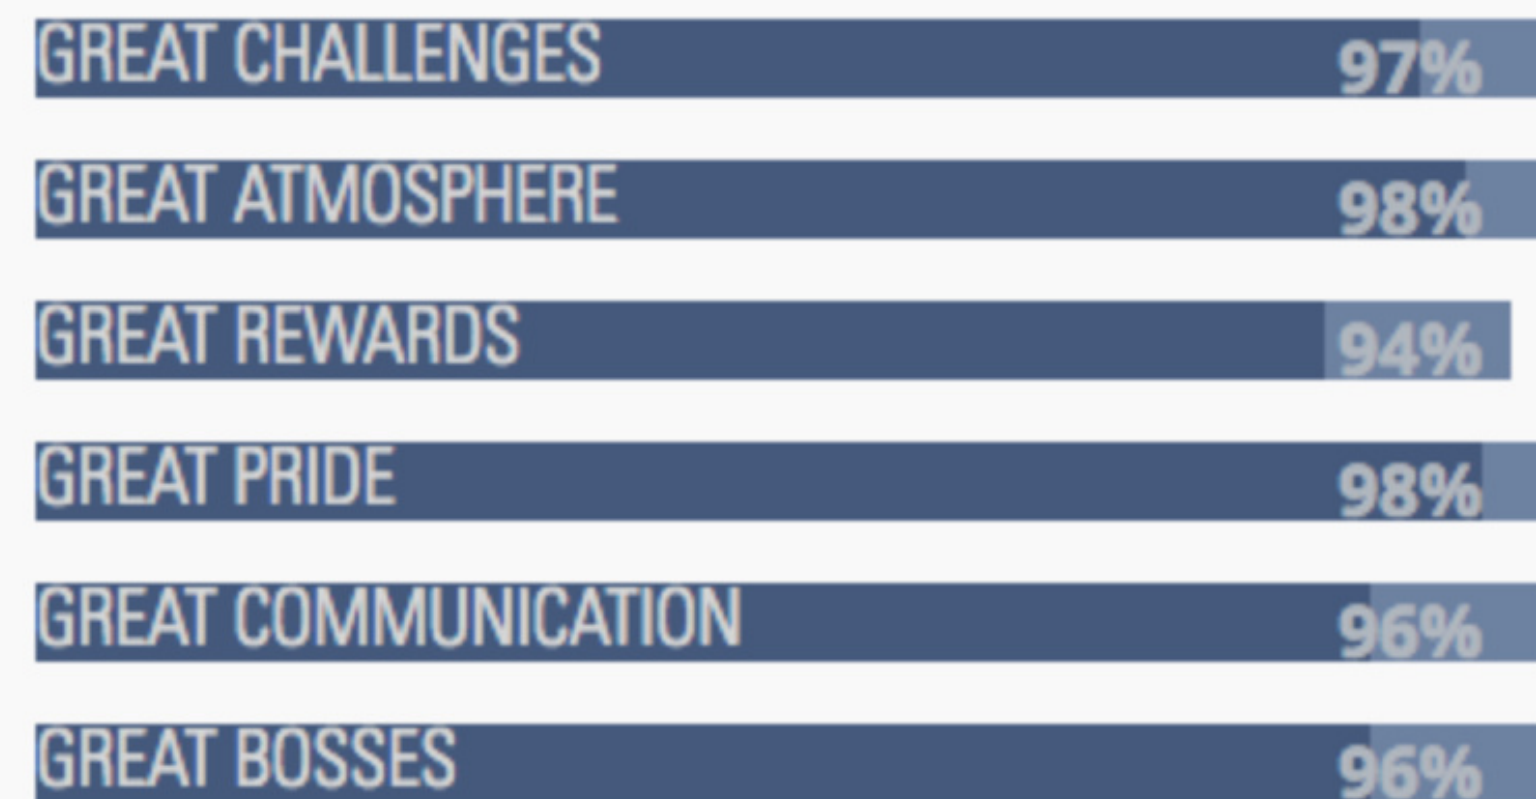 GREAT CHALLENGES 97%
GREAT ATMOSPHERE 98%
GREAT REWARDS 94%
GREAT PRIDE 98%
GREAT COMMUNICATION 96%
GREAT BOSSES 96%